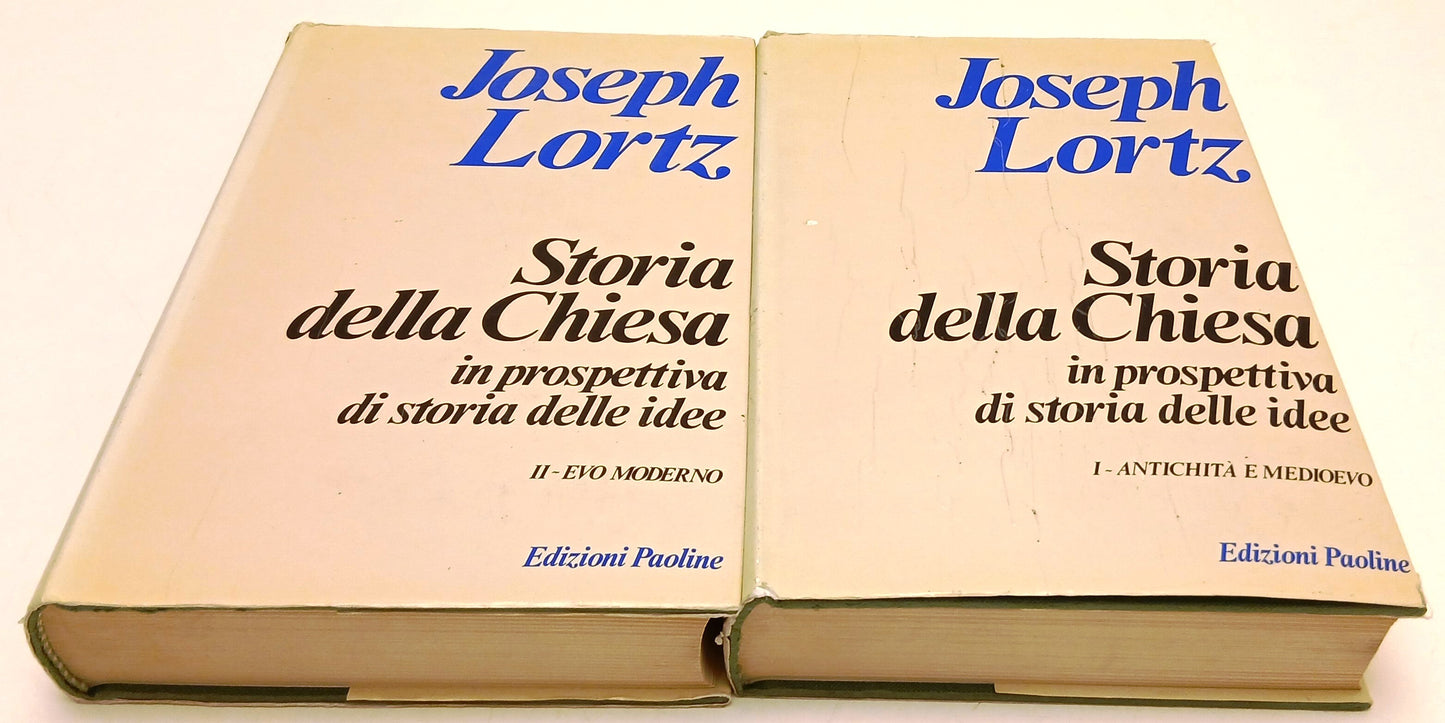 Joseph
Lortz
Storia
della Chiesa
in prospettiva
di storia delle idee
II - EVO MODERNO
Edizioni Paoline
Joseph
Lortz
Storia
della Chiesa
in prospettiva
di storia delle idee
I - ANTICHITÀ E MEDIOEVO
Edizioni Paoline